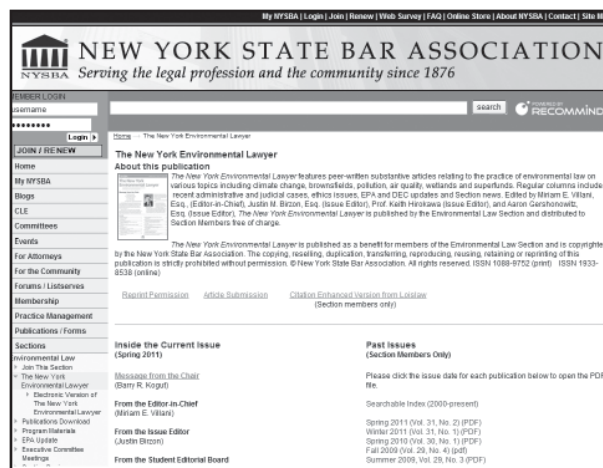 My NYSBA | Login | Join | Renew | Web Survey | FAQ | Online Store | About NYSBA | Contact | Site M
NYSBA
NEW YORK STATE BAR ASSOCIATION
Serving the legal profession and the community since 1876
EMBER LOGIN
username
Login
search
POWERED BY
RECOMMIND
JOIN / RENEW
Home
My NYSBA
Blogs
CLE
Committees
Events
For Attorneys
For the Community
Forums / Listserves
Membership
Practice Management
Publications / Forms
Sections
nvironmental Law
Join This Section
The New York
Environmental Lawyer
Electronic Version of
The New York
Environmental Lawyer
Publications Download
Program Materials
EPA Update
Executive Committee
Meetings
Home → The New York Environmental Lawyer
The New York Environmental Lawyer
About this publication
The New York Environmental Lawyer features peer-written substantive articles relating to the practice of environmental law on
various topics including climate change, brownsfields, pollution, air quality, wetlands and superfunds. Regular columns include
recent administrative and judicial cases, ethics issues, EPA and DEC updates and Section news. Edited by Miriam E. Villani,
Esq., (Editor-in-Chief), Justin M. Birzon, Esq. (Issue Editor), Prof. Keith Hirokawa (Issue Editor), and Aaron Gershonowitz,
Esq. (Issue Editor), The New York Environmental Lawyer is published by the Environmental Law Section and distributed to
Section Members free of charge.
The New York Environmental Lawyer is published as a benefit for members of the Environmental Law Section and is copyrighte
by the New York State Bar Association. The copying, reselling, duplication, transferring, reproducing, reusing, retaining or reprinting of this
publication is strictly prohibited without permission. © New York State Bar Association. All rights reserved. ISSN 1088-9752 (print) ISSN 1933-
8538 (online)
Reprint Permission Article Submission Citation Enhanced Version from Loislaw
(Section members only)
Inside the Current Issue
(Spring 2011)
Message from the Chair
(Barry R. Kogut)
From the Editor-in-Chief
(Miriam E. Villani)
From the Issue Editor
(Justin Birzon)
From the Student Editorial Board
Past Issues
(Section Members Only)
Please click the issue date for each publication below to open the PDF
file.
Searchable Index (2000-present)
Spring 2011 (Vol. 31, No. 2) (PDF)
Winter 2011 (Vol. 31, No. 1) (PDF)
Spring 2010 (Vol. 30, No. 1) (PDF)
Fall 2009 (Vol. 29, No. 4) (pdf)
Summer 2009, Vol. 29, No. 3 (PDF)